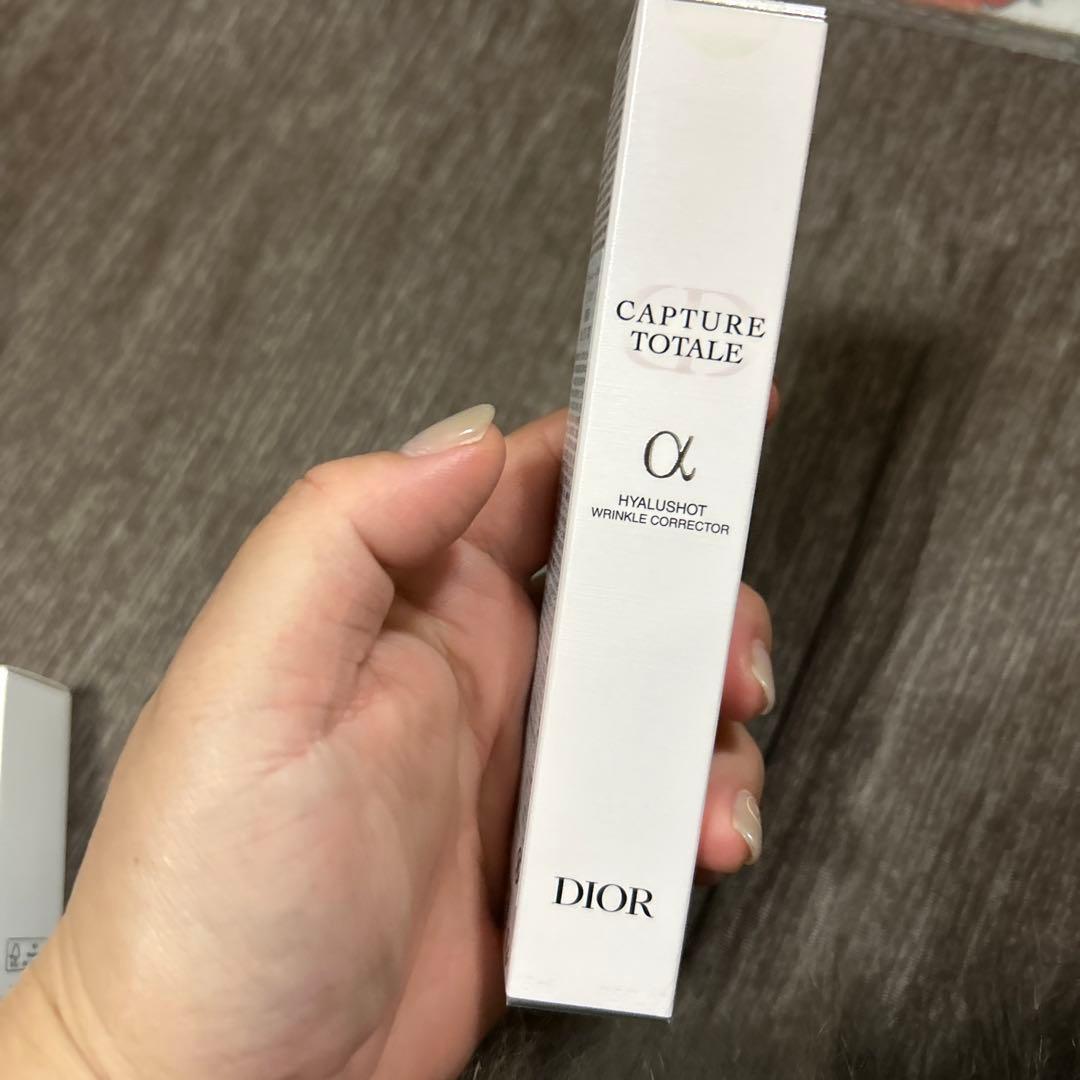 CAPTURE
TOTALE
α
HYALUSHOT
WRINKLE CORRECTOR
DIOR